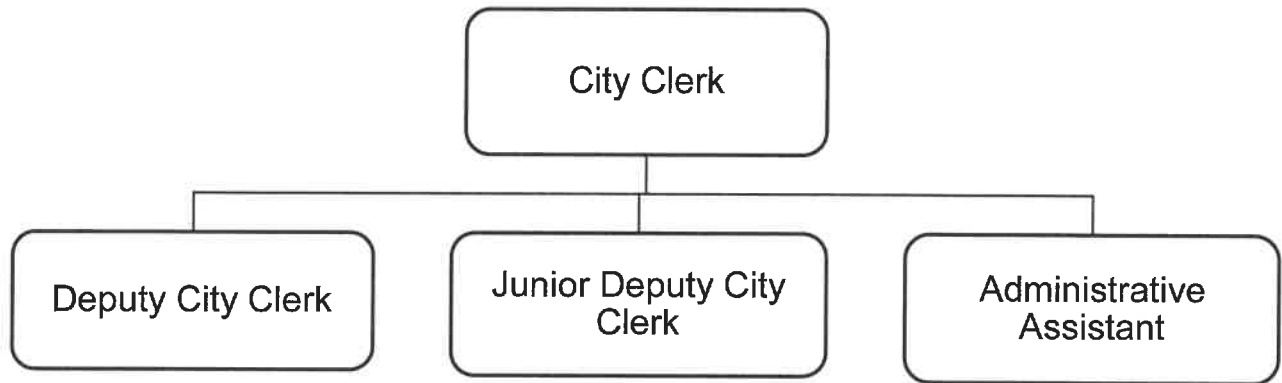 City Clerk
Deputy City Clerk
Junior Deputy City
Clerk
Administrative
Assistant